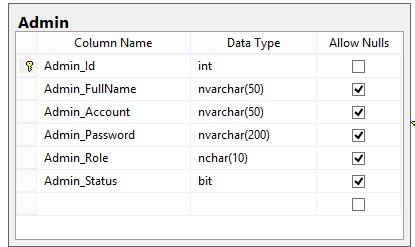 Admin
Column Name Data Type Allow Nulls
Admin_Id int
Admin_FullName nvarchar(50)
Admin_Account nvarchar(50)
Admin_Password nvarchar(200)
Admin_Role nchar(10)
Admin_Status bit